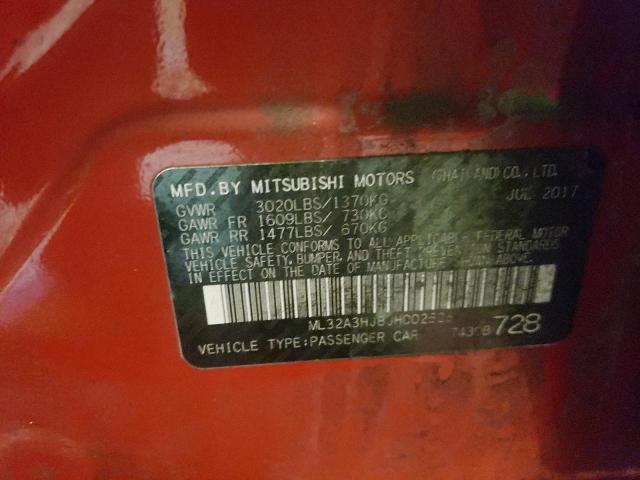 MFD. BY MITSUBISHI MOTORS (THAILAND) CO., LTD.
GVWR 3020LBS/1370KG JUL 2017
GAWR FR 1609LBS/ 730KG
GAWR RR 1477LBS/ 670KG
THIS VEHICLE CONFORMS TO ALL APPLICABLE FEDERAL MOTOR
VEHICLE SAFETY, BUMPER, AND THEFT PREVENTION STANDARDS
IN EFFECT ON THE DATE OF MANUFACTURE SHOWN ABOVE.
VEHICLE TYPE:PASSENGER CAR 728